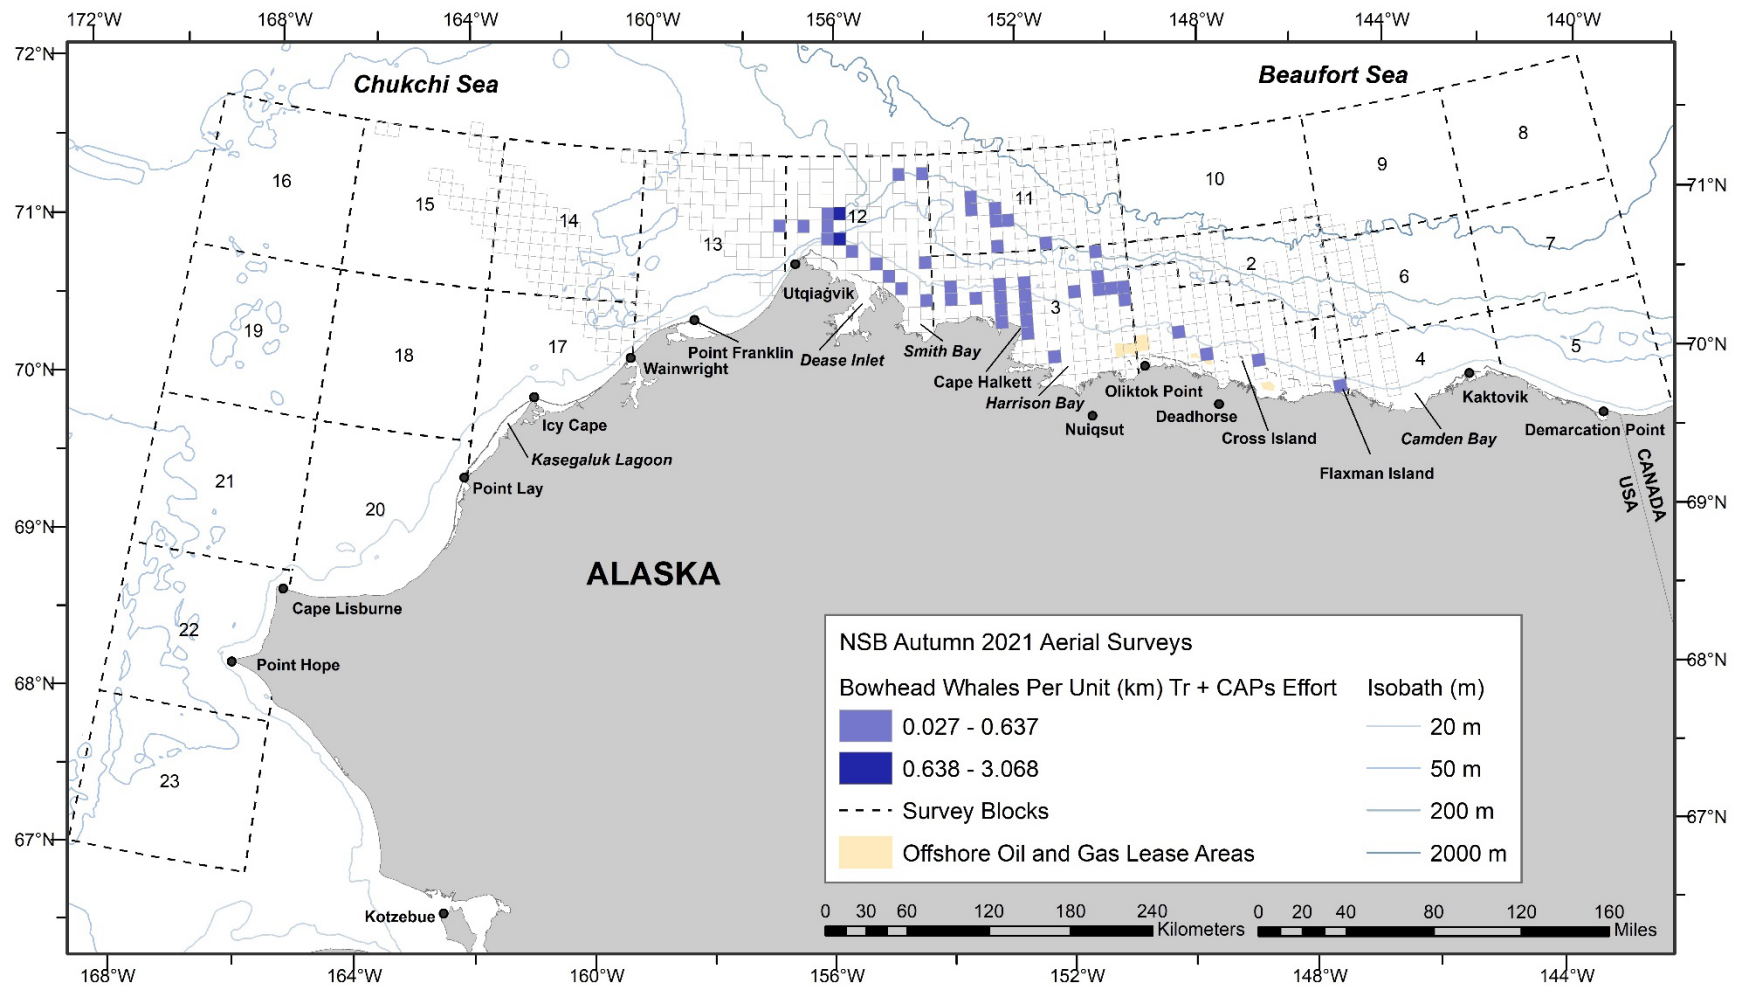 172°W 168°W 164°W 160°W 156°W 152°W 148°W 144°W 140°W
72°N
Chukchi Sea
Beaufort Sea
8
9
10
16
71°N
71°N
15
14
11
12
13
7
2
6
19
Utqiaġvik
3
1
18
17
Point Franklin
Dease Inlet
Smith Bay
70°N
70°N
5
4
Wainwright
Cape Halkett
Harrison Bay
Oliktok Point
Kaktovik
Icy Cape
Nuiqsut
Deadhorse
Cross Island
Camden Bay
Demarcation Point
Kasegaluk Lagoon
Flaxman Island
21
Point Lay
CANADA
USA
20
69°N
69°N
ALASKA
Cape Lisburne
22
Point Hope
68°N
68°N
23
67°N
67°N
Kotzebue
NSB Autumn 2021 Aerial Surveys
Bowhead Whales Per Unit (km) Tr + CAPs Effort
0.027 - 0.637
0.638 - 3.068
Survey Blocks
Offshore Oil and Gas Lease Areas
Isobath (m)
20 m
50 m
200 m
2000 m
0 30 60 120 180 240
Kilometers
0 20 40 80 120 160
Miles
168°W 164°W 160°W 156°W 152°W 148°W 144°W